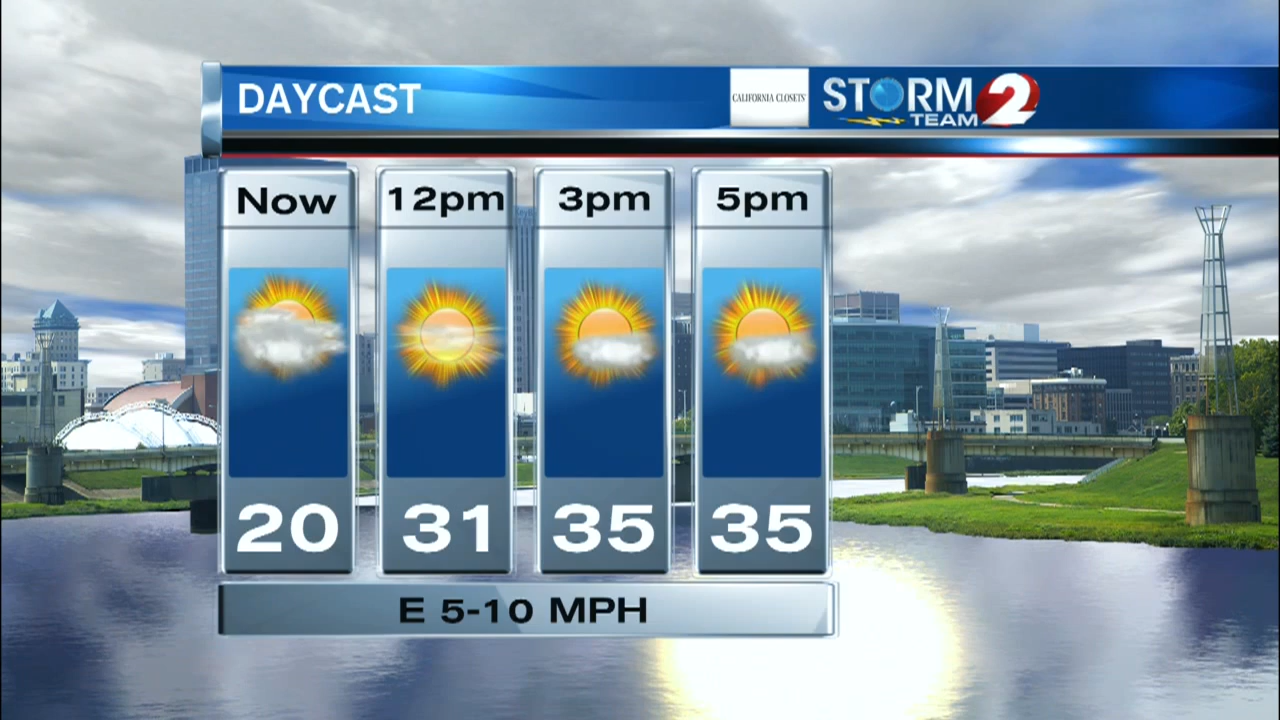 DAYCAST
CALIFORNIA CLOSETS
STORM
TEAM 2
Now 12pm 3pm 5pm
20 31 35 35
E 5-10 MPH